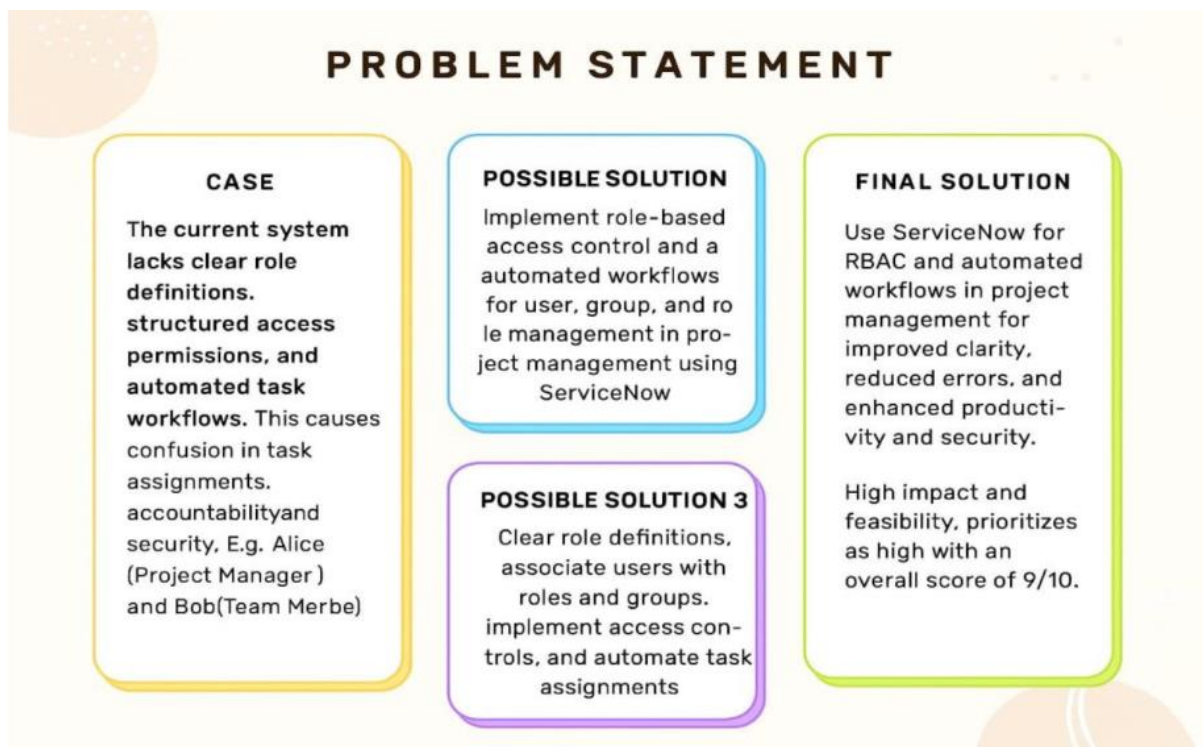 PROBLEM STATEMENT
CASE
The current system
lacks clear role
definitions.
structured access
permissions, and
automated task
workflows. This causes
confusion in task
assignments.
accountabilityand
security, E.g. Alice
(Project Manager)
and Bob(Team Merbe)
POSSIBLE SOLUTION
Implement role-based
access control and a
automated workflows
for user, group, and ro
le management in pro-
ject management using
ServiceNow
POSSIBLE SOLUTION 3
Clear role definitions,
associate users with
roles and groups.
implement access con-
trols, and automate task
assignments
FINAL SOLUTION
Use ServiceNow for
RBAC and automated
workflows in project
management for
improved clarity,
reduced errors, and
enhanced producti-
vity and security.
High impact and
feasibility, prioritizes
as high with an
overall score of 9/10.